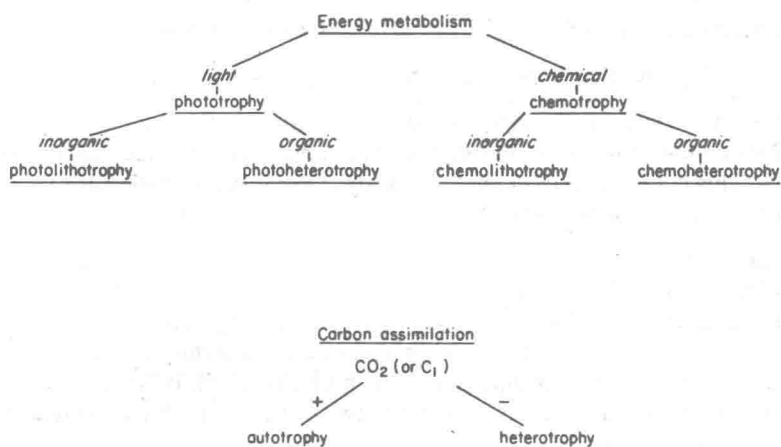 Energy metabolism
light chemical
phototrophy chemotrophy
inorganic organic inorganic organic
photolithotrophy photoheterotrophy chemolithotrophy chemoheterotrophy
Carbon assimilation
CO₂ (or C₁)
+ −
autotrophy heterotrophy